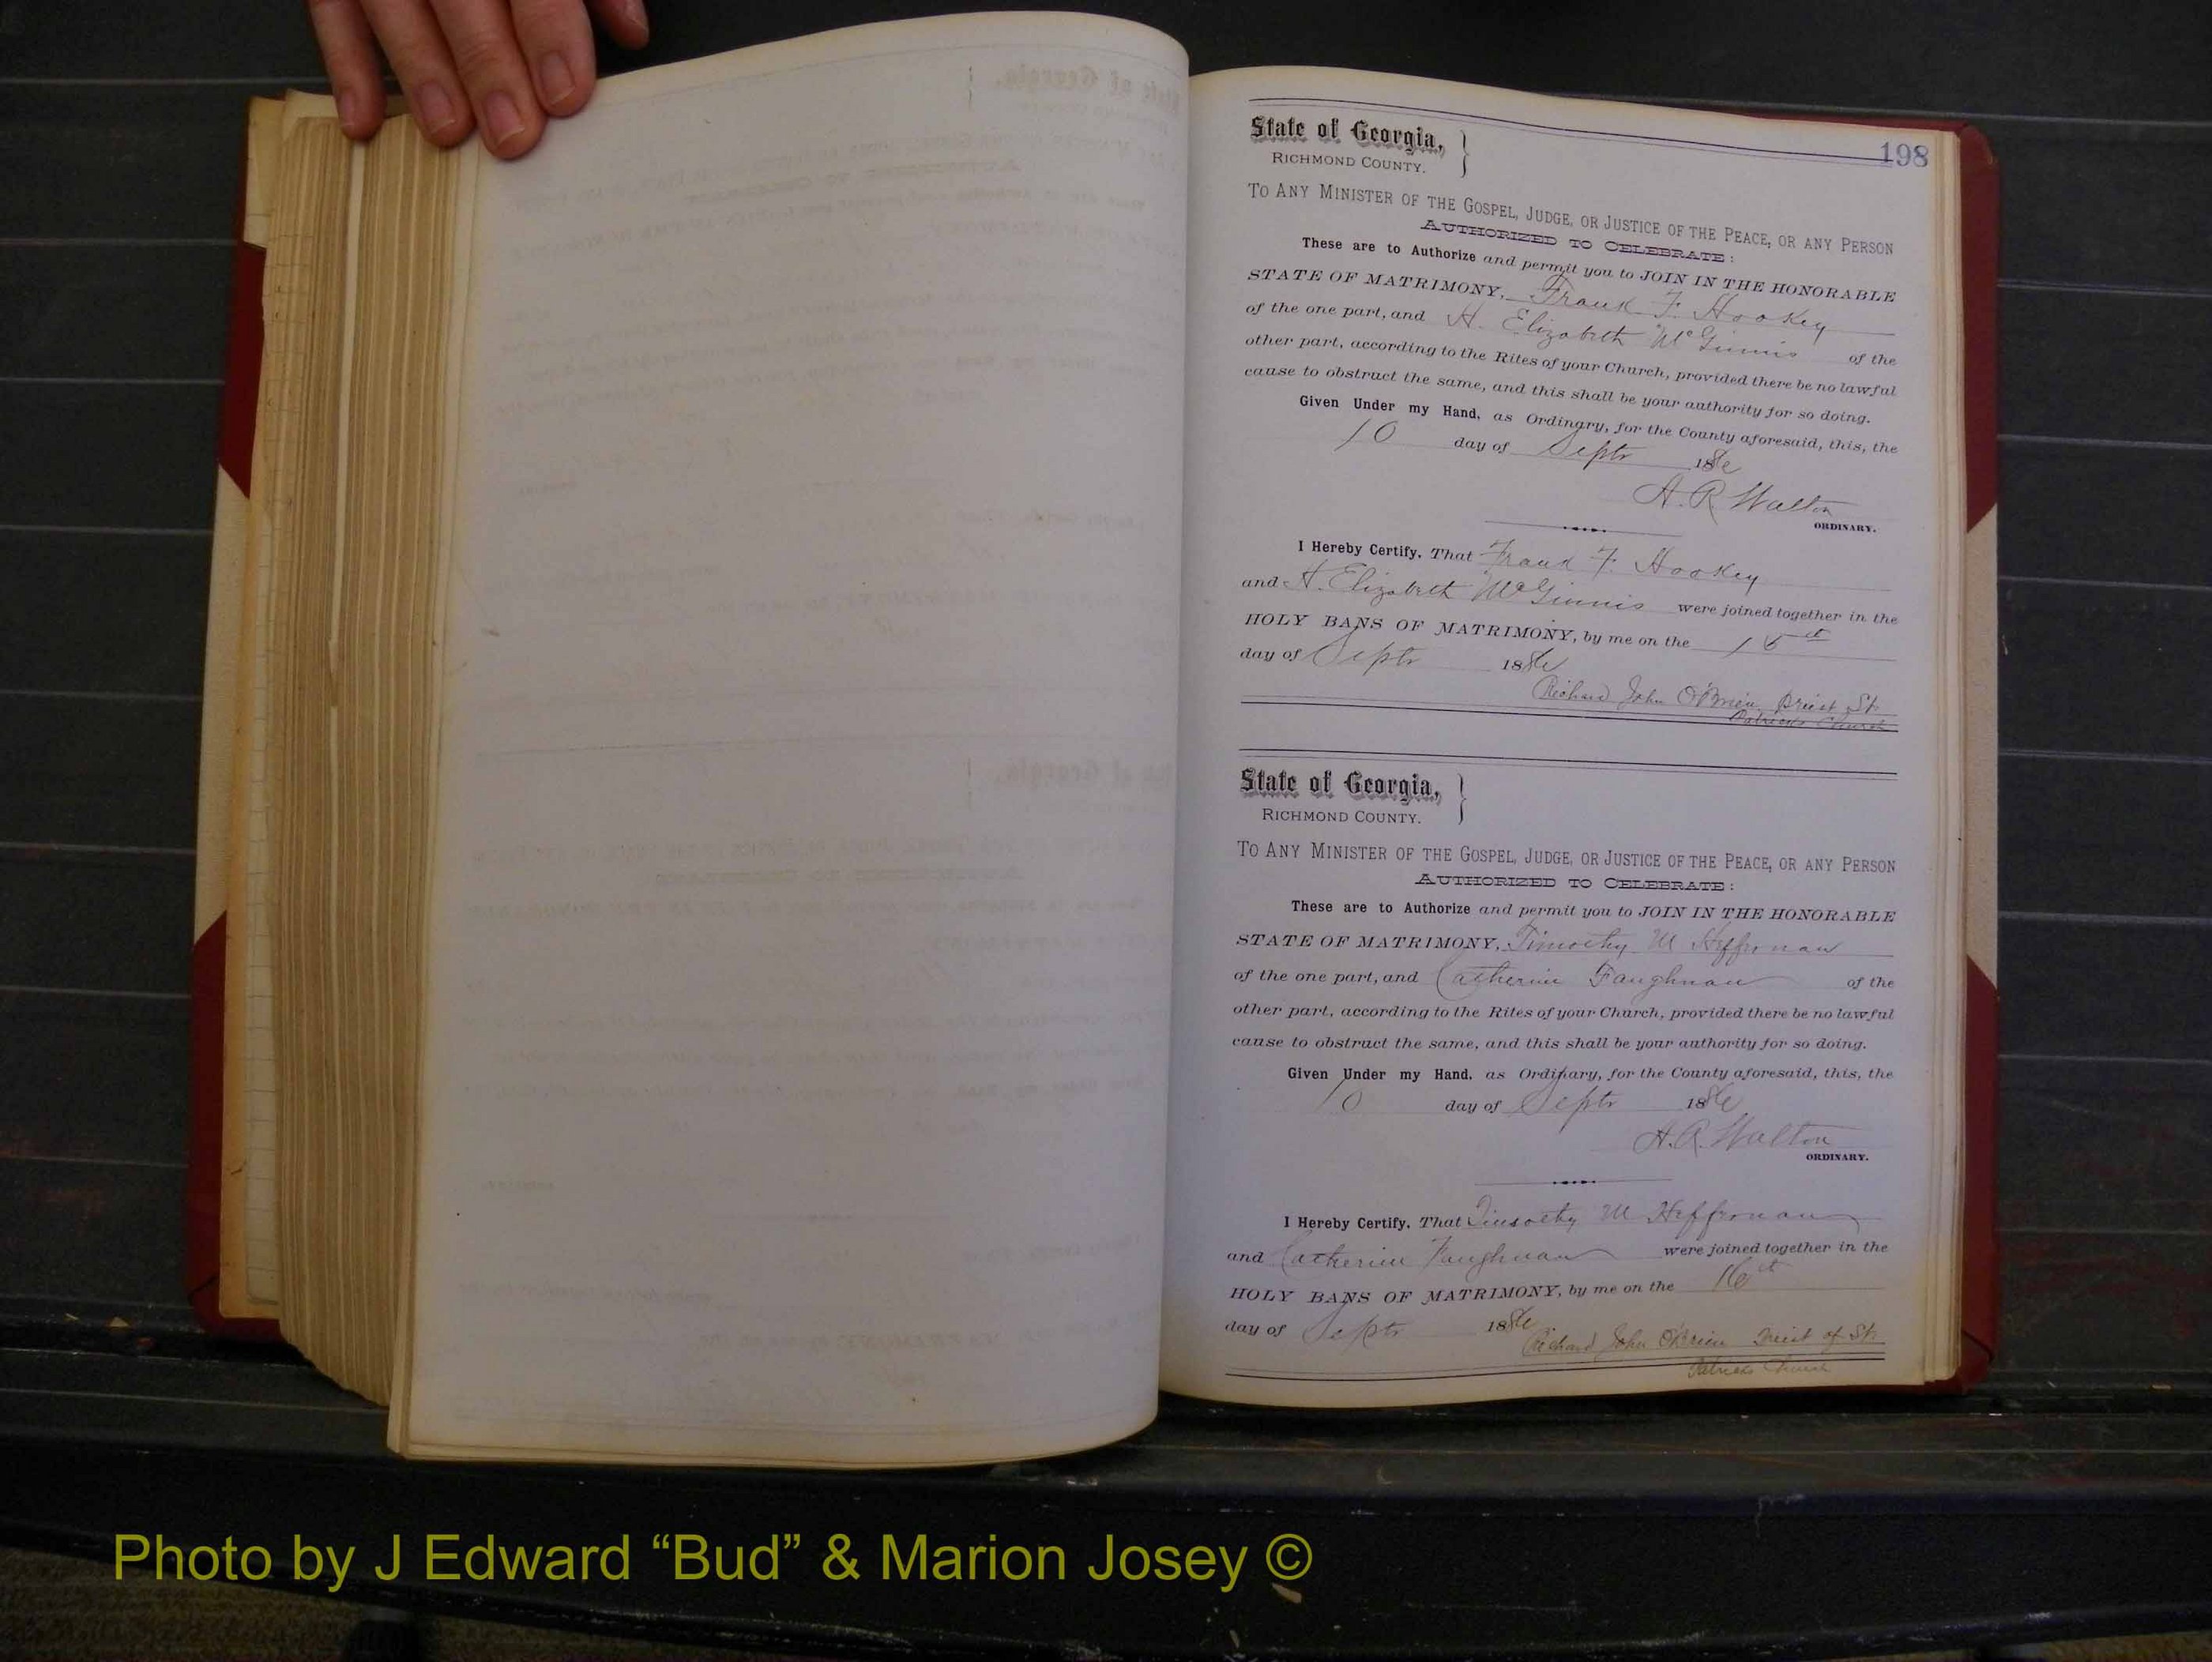 198
State of Georgia,
RICHMOND COUNTY.
TO ANY MINISTER OF THE GOSPEL, JUDGE, OR JUSTICE OF THE PEACE, OR ANY PERSON
AUTHORIZED TO CELEBRATE:
These are to Authorize and permit you to JOIN IN THE HONORABLE
STATE OF MATRIMONY, Frank F. Hookey
of the one part, and A. Elizabeth McGinnis of the
other part, according to the Rites of your Church, provided there be no lawful
cause to obstruct the same, and this shall be your authority for so doing.
Given Under my Hand, as Ordinary, for the County aforesaid, this, the
10 day of Septr 1886
A. R. Walton
ORDINARY.
I Hereby Certify, That Frank F. Hookey
and A. Elizabeth McGinnis were joined together in the
HOLY BANS OF MATRIMONY, by me on the
day of Septr 1886
Richard John O'Brien Priest St
Patricks Church
State of Georgia,
RICHMOND COUNTY.
TO ANY MINISTER OF THE GOSPEL, JUDGE, OR JUSTICE OF THE PEACE, OR ANY PERSON
AUTHORIZED TO CELEBRATE:
These are to Authorize and permit you to JOIN IN THE HONORABLE
STATE OF MATRIMONY, Timothy M Heffronan
of the one part, and Catherine Faughnan of the
other part, according to the Rites of your Church, provided there be no lawful
cause to obstruct the same, and this shall be your authority for so doing.
Given Under my Hand, as Ordinary, for the County aforesaid, this, the
10 day of Septr 1886
A. R. Walton
ORDINARY.
I Hereby Certify, That Timothy M Heffronan
and Catherine Faughnan were joined together in the
HOLY BANS OF MATRIMONY, by me on the 16th
day of Septr 1886
Richard John O'Brien Priest of St
Patricks Church
Photo by J Edward “Bud” & Marion Josey ©